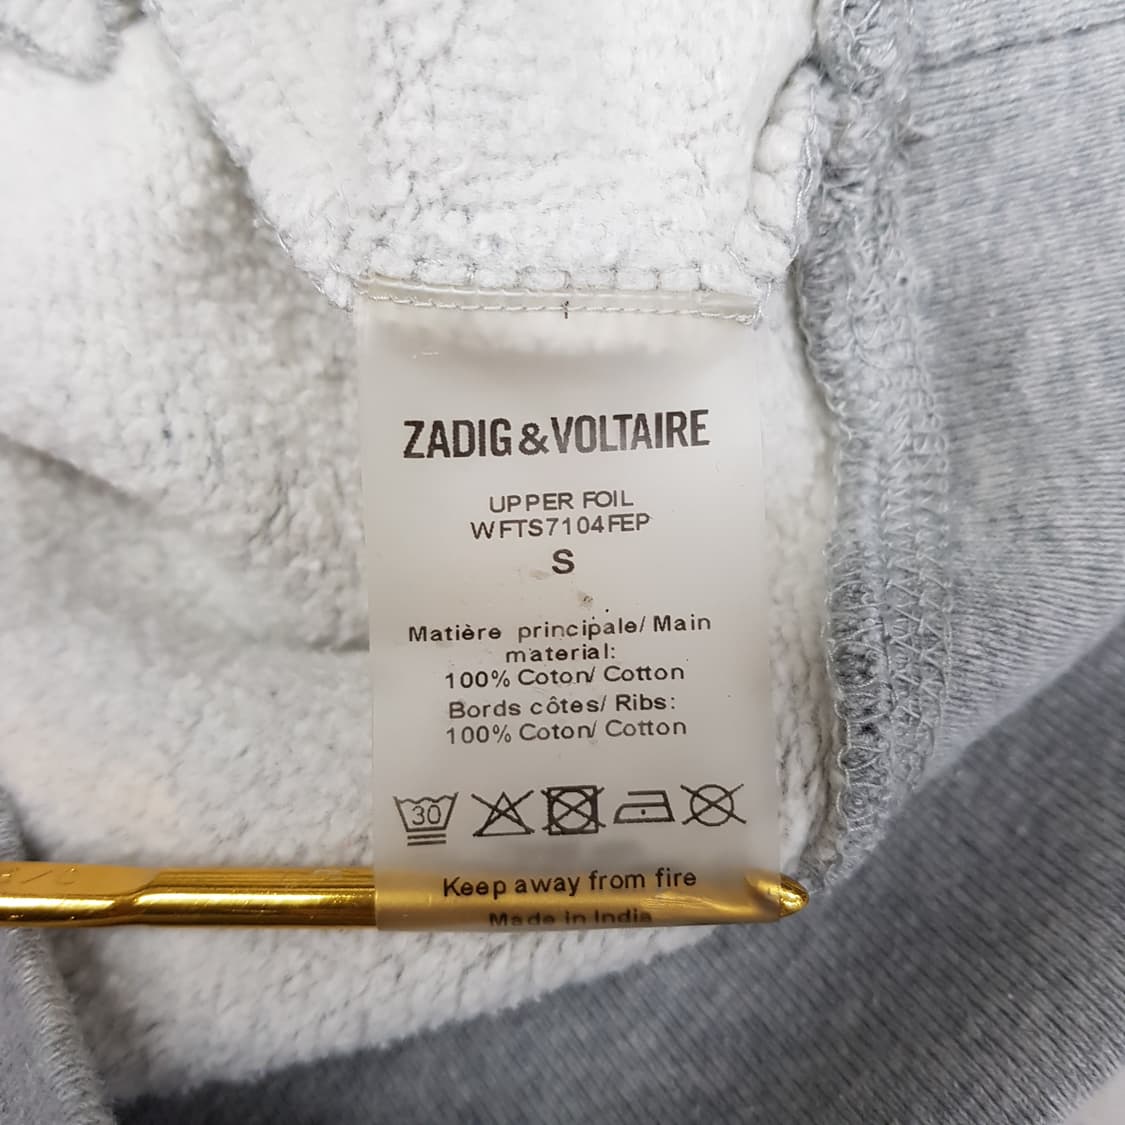 ZADIG & VOLTAIRE
UPPER FOIL
WFTS7104FEP
S
Matière principale/ Main
material:
100% Coton/ Cotton
Bords côtes/ Ribs:
100% Coton/ Cotton
30
Keep away from fire
Made in India